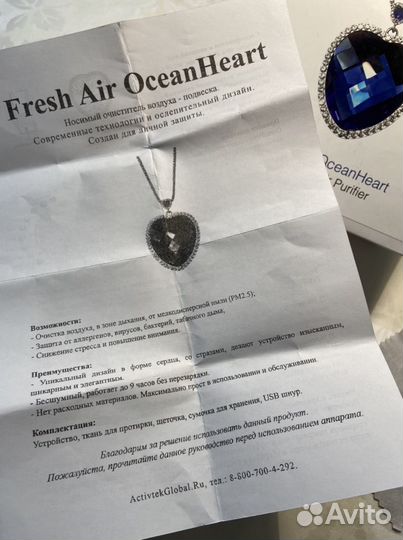 Fresh Air OceanHeart
Носимый очиститель воздуха - подвеска.
Современные технологии и ослепительный дизайн.
Создан для личной защиты.
OceanHeart
Purifier
Возможности:
- Очистка воздуха, в зоне дыхания, от мелкодисперсной пыли (PM2.5);
- Защита от аллергенов, вирусов, бактерий, табачного дыма,
- Снижение стресса и повышение внимания.
Преимущества:
- Уникальный дизайн в форме сердца, со стразами, делают устройство изысканным,
шикарным и элегантным.
- Бесшумный, работает до 9 часов без перезарядки.
- Нет расходных материалов. Максимально прост в использовании и обслуживании.
Комплектация:
Устройство, ткань для протирки, щеточка, сумочка для хранения, USB шнур.
Благодарим за решение использовать данный продукт.
Пожалуйста, прочитайте данное руководство перед использованием аппарата.
ActivtekGlobal.Ru, тел.: 8-800-700-4-292.
Avito